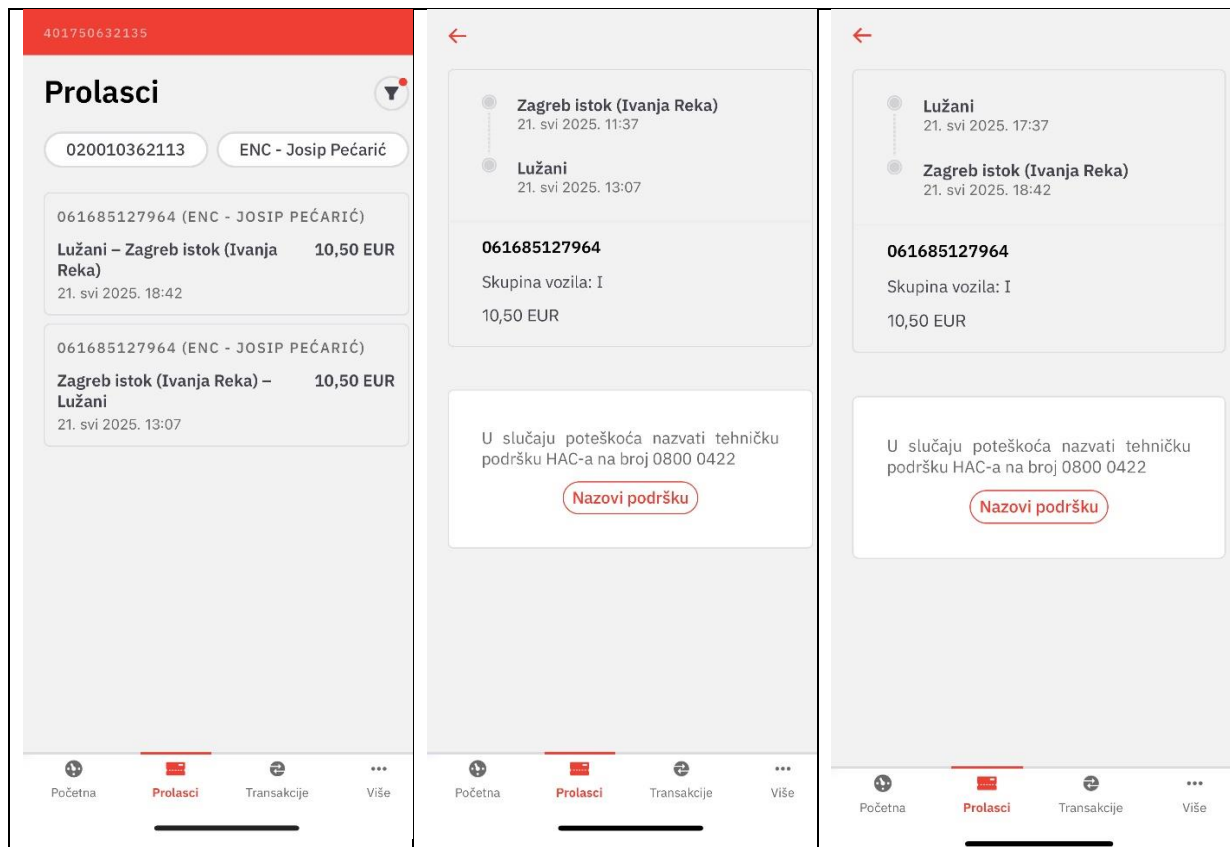 401750632135
Prolasci
020010362113
ENC - Josip Pećarić
061685127964 (ENC - JOSIP PEĆARIĆ)
Lužani – Zagreb istok (Ivanja 10,50 EUR
Reka)
21. svi 2025. 18:42
061685127964 (ENC - JOSIP PEĆARIĆ)
Zagreb istok (Ivanja Reka) – 10,50 EUR
Lužani
21. svi 2025. 13:07
Početna Prolasci Transakcije Više
Zagreb istok (Ivanja Reka)
21. svi 2025. 11:37
Lužani
21. svi 2025. 13:07
061685127964
Skupina vozila: I
10,50 EUR
U slučaju poteškoća nazvati tehničku
podršku HAC-a na broj 0800 0422
Nazovi podršku
Početna Prolasci Transakcije Više
Lužani
21. svi 2025. 17:37
Zagreb istok (Ivanja Reka)
21. svi 2025. 18:42
061685127964
Skupina vozila: I
10,50 EUR
U slučaju poteškoća nazvati tehničku
podršku HAC-a na broj 0800 0422
Nazovi podršku
Početna Prolasci Transakcije Više